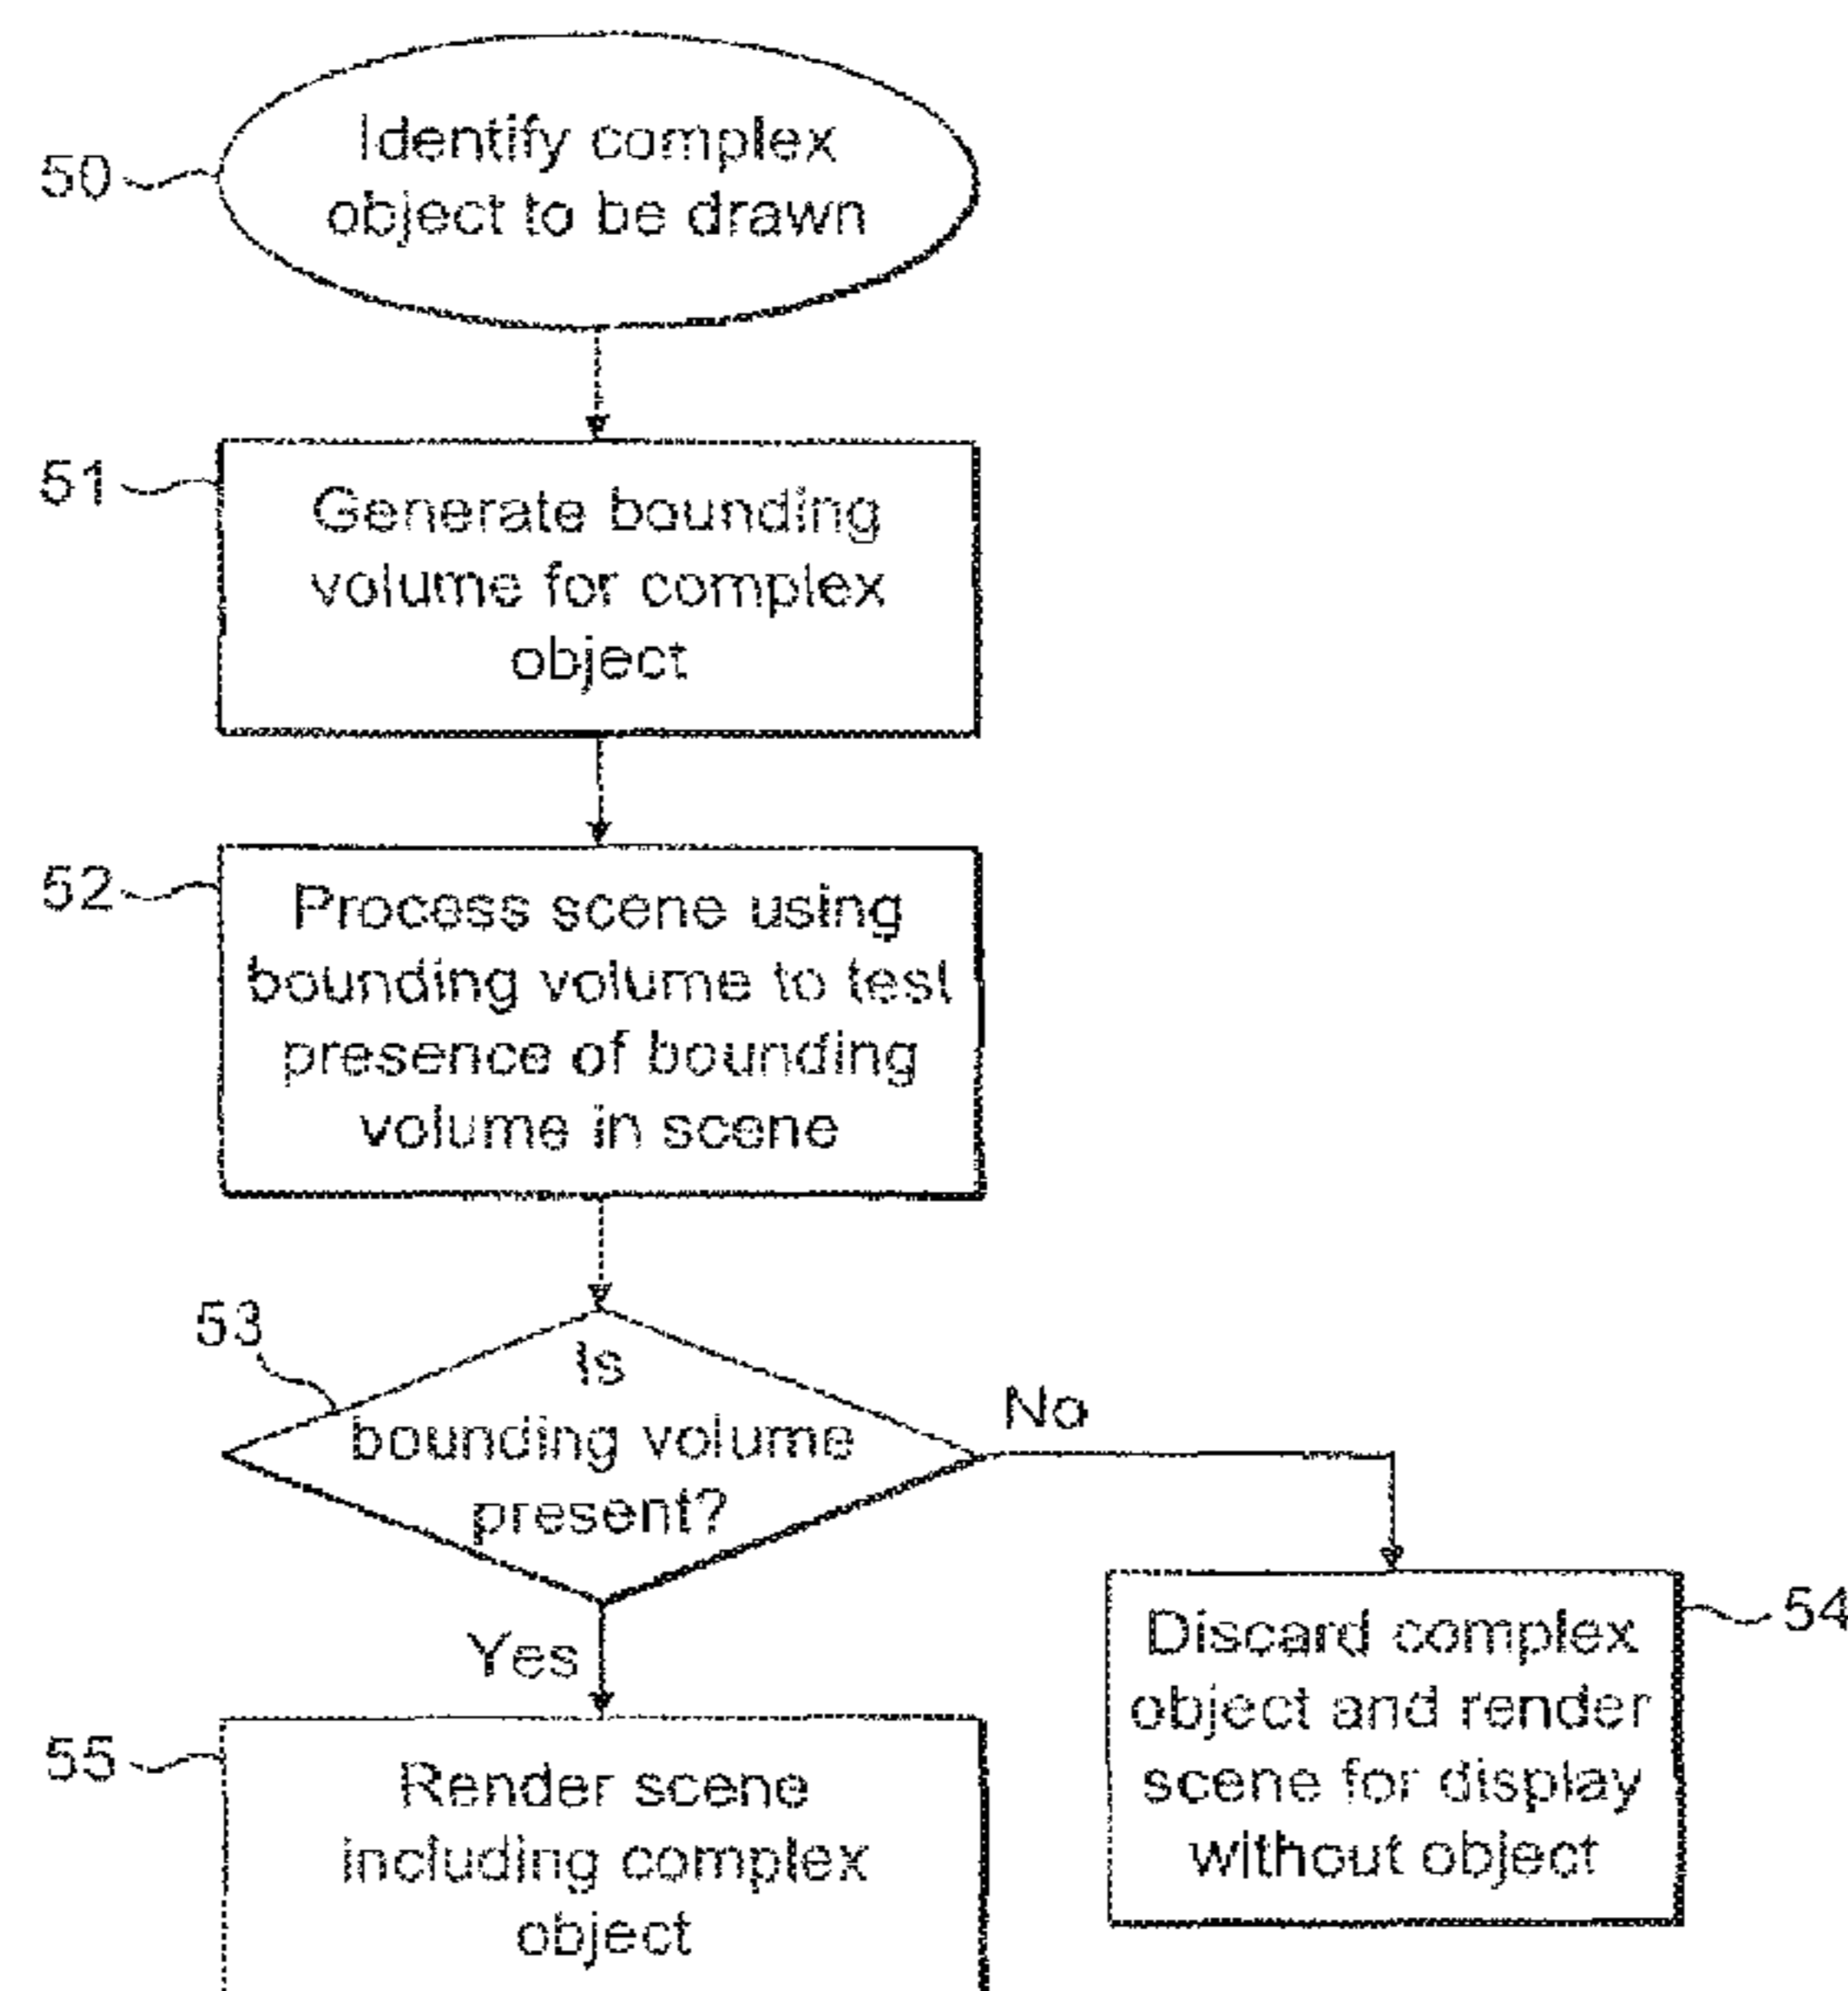 50
Identify complex
object to be drawn
51
Generate bounding
volume for complex
object
52
Process scene using
bounding volume to test
presence of bounding
volume in scene
53
Is
bounding volume
present?
No
Yes
54
Discard complex
object and render
scene for display
without object
55
Render scene
including complex
object